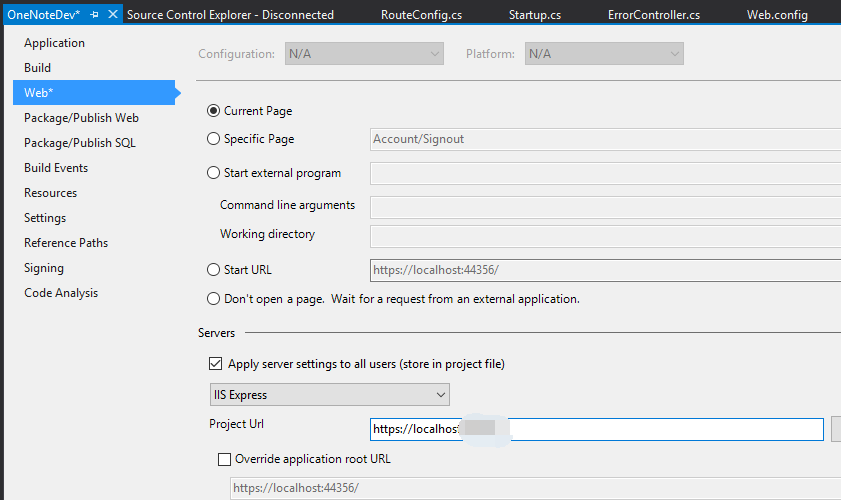 OneNoteDev* Source Control Explorer - Disconnected RouteConfig.cs Startup.cs ErrorController.cs Web.config
Application
Build
Web*
Package/Publish Web
Package/Publish SQL
Build Events
Resources
Settings
Reference Paths
Signing
Code Analysis
Configuration: N/A Platform: N/A
Current Page
Specific Page Account/Signout
Start external program
Command line arguments
Working directory
Start URL https://localhost:44356/
Don't open a page. Wait for a request from an external application.
Servers
Apply server settings to all users (store in project file)
IIS Express
Project Url https://localhost
Override application root URL
https://localhost:44356/